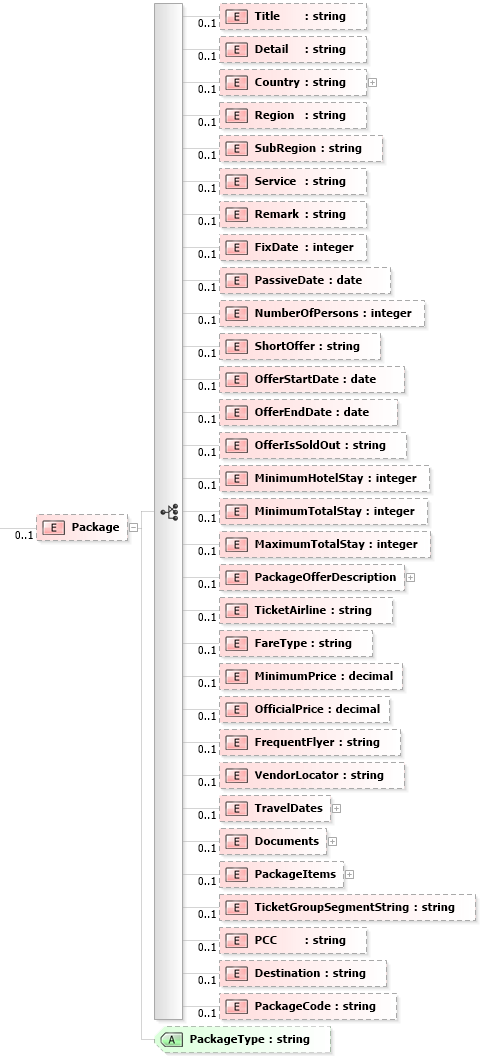 0..1 E Title : string
0..1 E Detail : string
0..1 E Country : string
0..1 E Region : string
0..1 E SubRegion : string
0..1 E Service : string
0..1 E Remark : string
0..1 E FixDate : integer
0..1 E PassiveDate : date
0..1 E NumberOfPersons : integer
0..1 E ShortOffer : string
0..1 E OfferStartDate : date
0..1 E OfferEndDate : date
0..1 E OfferIsSoldOut : string
0..1 E MinimumHotelStay : integer
0..1 E MinimumTotalStay : integer
0..1 E Package
0..1 E MaximumTotalStay : integer
0..1 E PackageOfferDescription
0..1 E TicketAirline : string
0..1 E FareType : string
0..1 E MinimumPrice : decimal
0..1 E OfficialPrice : decimal
0..1 E FrequentFlyer : string
0..1 E VendorLocator : string
0..1 E TravelDates
0..1 E Documents
0..1 E PackageItems
0..1 E TicketGroupSegmentString : string
0..1 E PCC : string
0..1 E Destination : string
0..1 E PackageCode : string
A PackageType : string